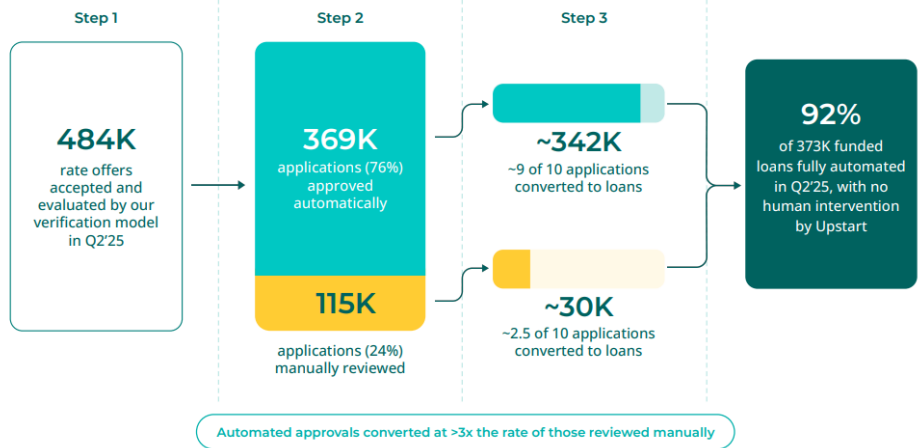 Step 1
Step 2
Step 3
484K
rate offers
accepted and
evaluated by our
verification model
in Q2'25
369K
applications (76%)
approved
automatically
115K
applications (24%)
manually reviewed
~342K
~9 of 10 applications
converted to loans
~30K
~2.5 of 10 applications
converted to loans
92%
of 373K funded
loans fully automated
in Q2'25, with no
human intervention
by Upstart
Automated approvals converted at >3x the rate of those reviewed manually